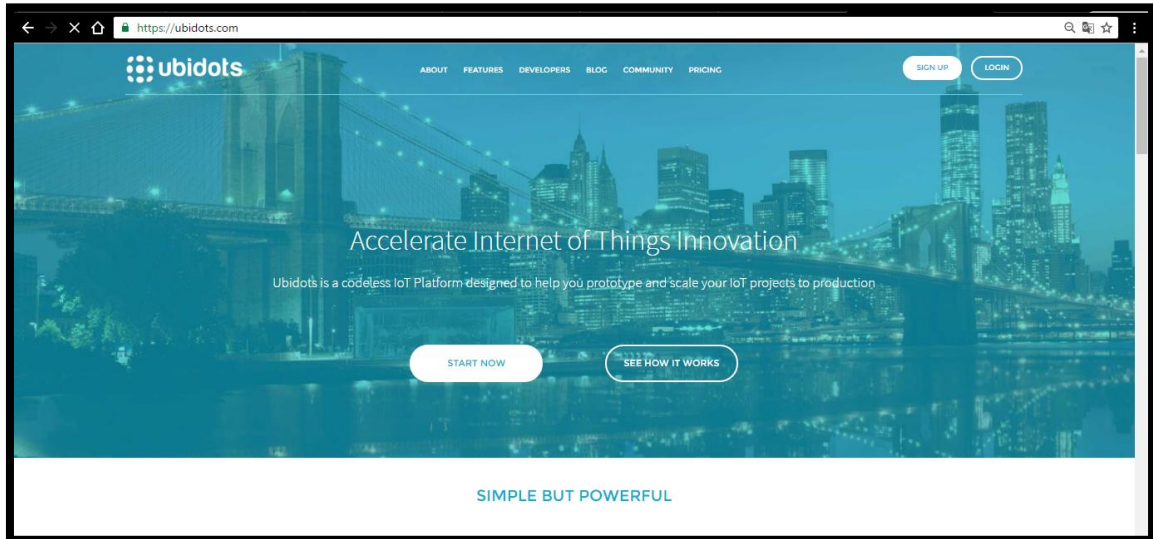 https://ubidots.com
ubidots
ABOUT FEATURES DEVELOPERS BLOG COMMUNITY PRICING
SIGN UP LOGIN
Accelerate Internet of Things Innovation
Ubidots is a codeless IoT Platform designed to help you prototype and scale your IoT projects to production
START NOW SEE HOW IT WORKS
SIMPLE BUT POWERFUL